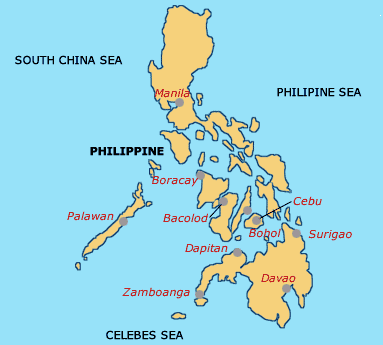 SOUTH CHINA SEA
Manila
PHILIPINE SEA
PHILIPPINE
Boracay
Cebu
Palawan
Bacolod
Bohol
Surigao
Dapitan
Davao
Zamboanga
CELEBES SEA